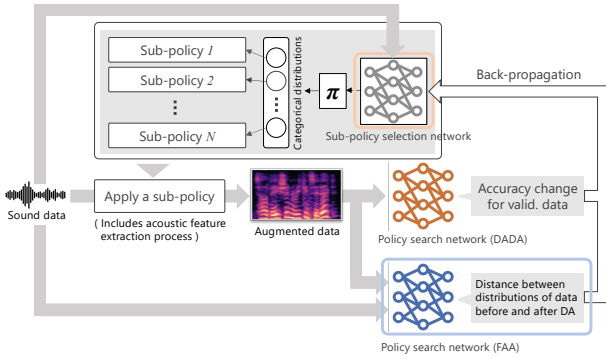 Sub-policy 1
Sub-policy 2
Sub-policy N
Categorical distributions
π
Sub-policy selection network
Back-propagation
Sound data
Apply a sub-policy
( Includes acoustic feature
extraction process )
Augmented data
Policy search network (DADA)
Accuracy change
for valid. data
Distance between
distributions of data
before and after DA
Policy search network (FAA)